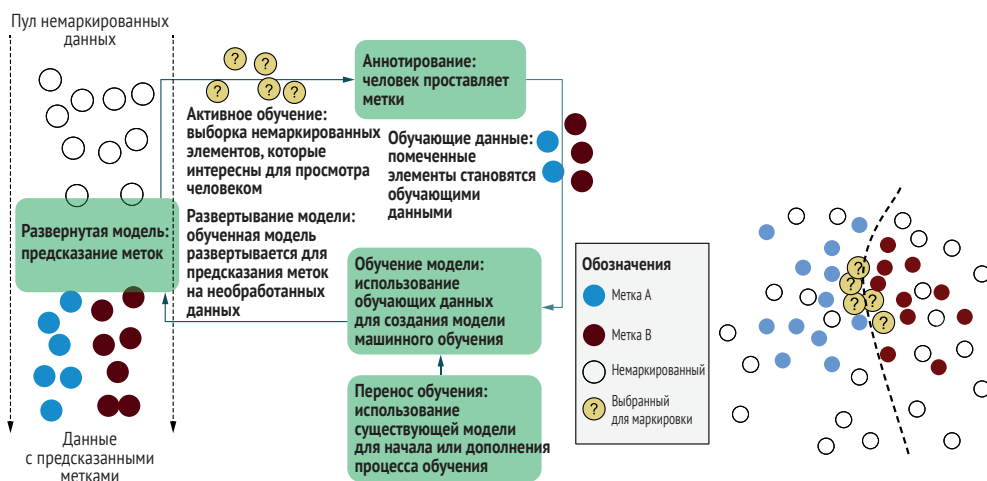 Пул немаркированных
данных
? ? ? ? ?
Активное обучение:
выборка немаркированных
элементов, которые
интересны для просмотра
человеком
Аннотирование:
человек проставляет
метки
Обучающие данные:
помеченные
элементы становятся
обучающими
данными
Развернутая модель:
предсказание меток
Развертывание модели:
обученная модель
развертывается для
предсказания меток
на необработанных
данных
Обучение модели:
использование
обучающих данных
для создания модели
машинного обучения
Перенос обучения:
использование
существующей модели
для начала или дополнения
процесса обучения
Данные
с предсказанными
метками
Обозначения
Метка А
Метка В
Немаркированный
?
Выбранный
для маркировки
? ? ? ? ?